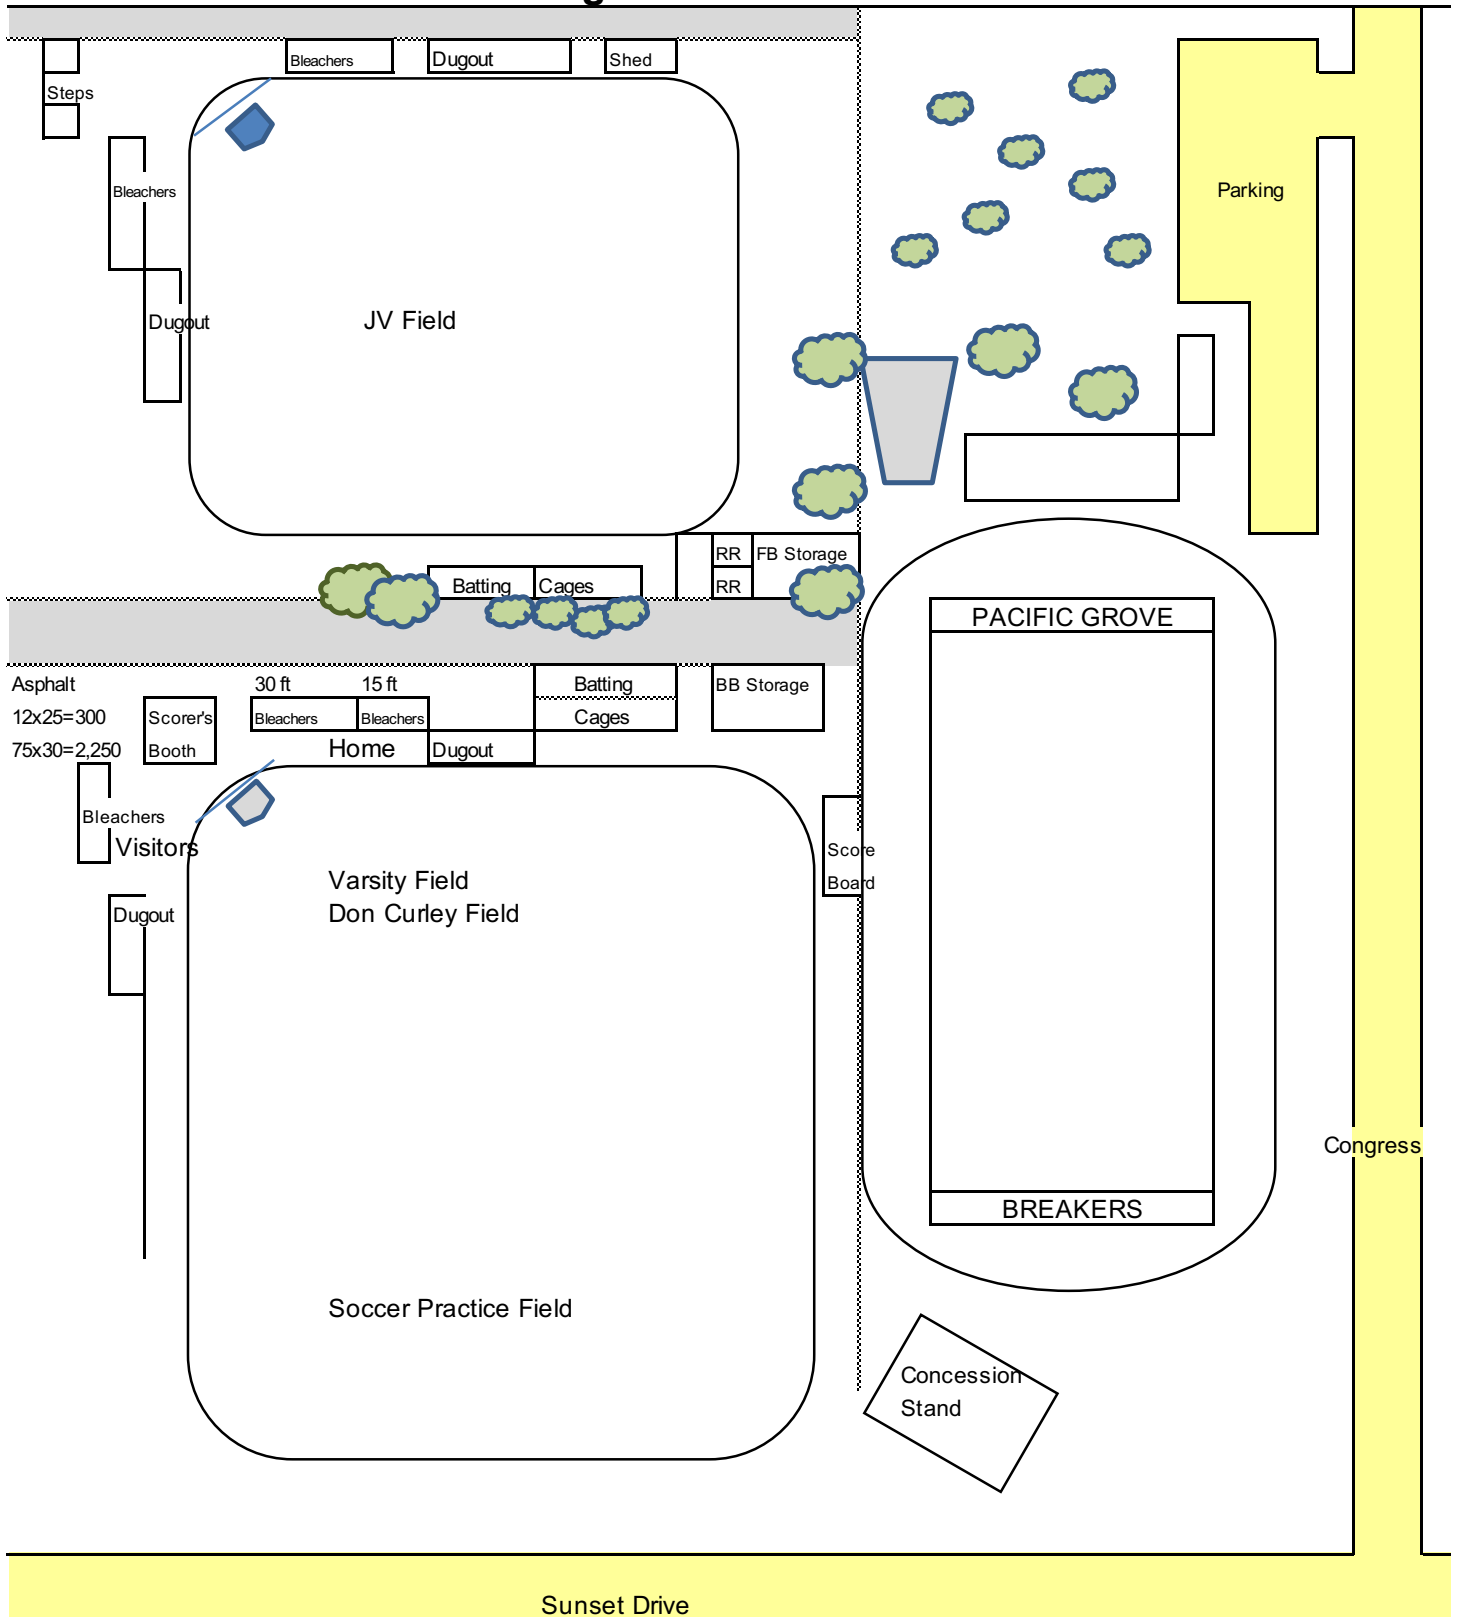 Bleachers
Dugout
Shed
Steps
Bleachers
Parking
Dugout
JV Field
RR
FB Storage
Batting
Cages
RR
PACIFIC GROVE
Asphalt
30 ft
15 ft
Batting
BB Storage
12x25=300
Scorer's
Bleachers
Bleachers
Cages
75x30=2,250
Booth
Home
Dugout
Bleachers
Visitors
Score
Board
Varsity Field
Don Curley Field
Dugout
Congress
BREAKERS
Soccer Practice Field
Concession
Stand
Sunset Drive